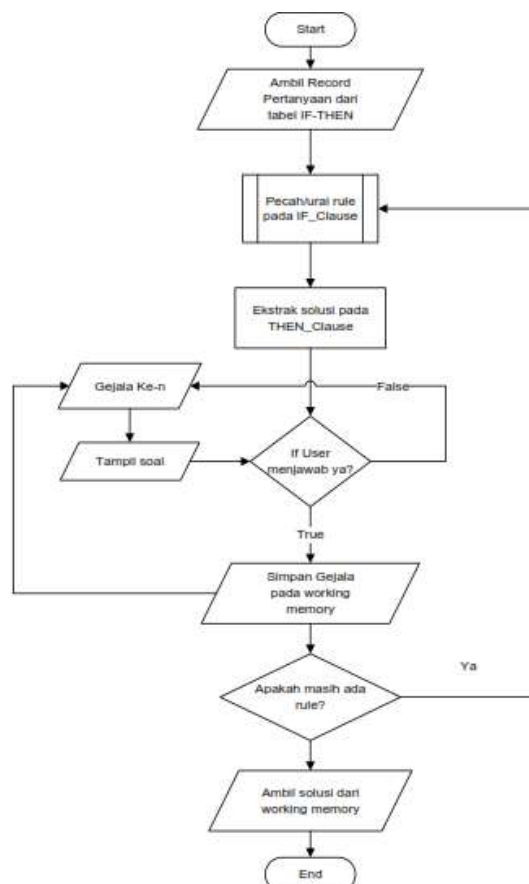 Start
Ambil Record
Pertanyaan dari
tabel IF-THEN
Pecah/urai rule
pada IF_Clause
Ekstrak solusi pada
THEN_Clause
Gejala Ke-n
False
Tampil soal
If User
menjawab ya?
True
Simpan Gejala
pada working
memory
Ya
Apakah masih ada
rule?
Ambil solusi dari
working memory
End